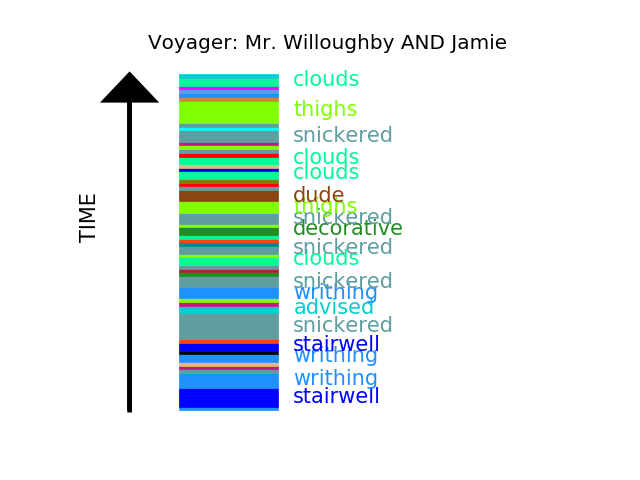 Voyager: Mr. Willoughby AND Jamie
TIME
clouds
thighs
snickered
clouds
clouds
dude
thighs
snickered
decorative
snickered
clouds
snickered
writhing
advised
snickered
stairwell
writhing
writhing
stairwell